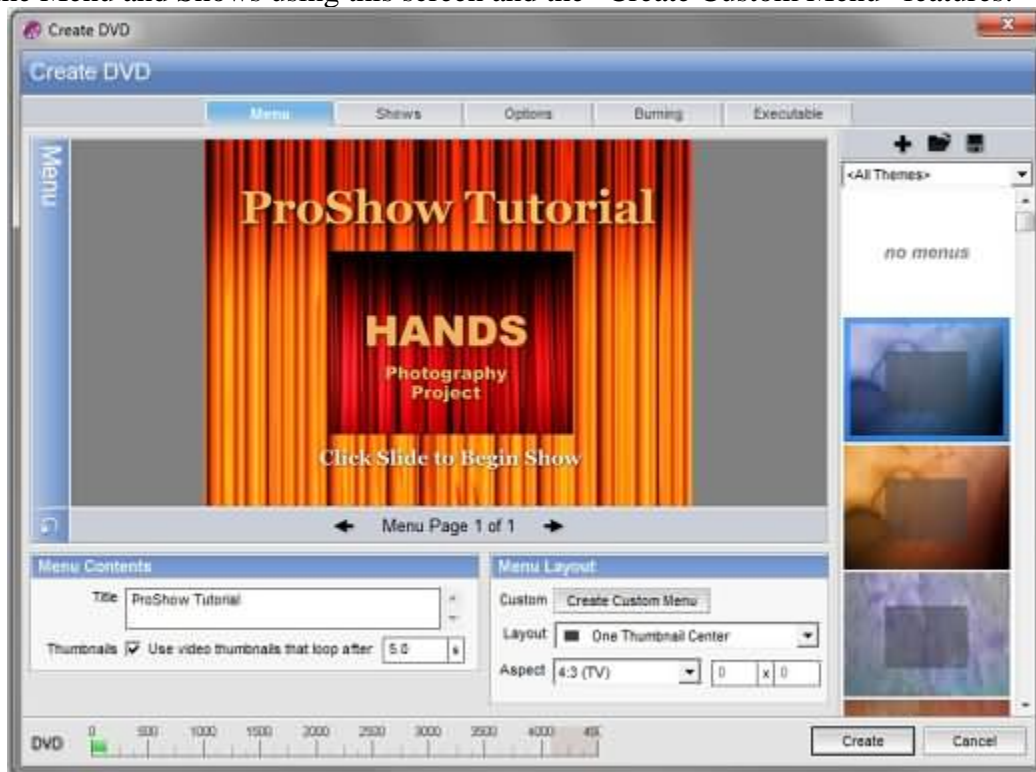 the Menu and Shows using this screen and the "Create Custom Menu" features.
Create DVD
Create DVD
Menu Shows Options Burning Executable
Menu
<All Themes>
no menus
ProShow Tutorial
HANDS
Photography
Project
Click Slide to Begin Show
Menu Page 1 of 1
Menu Contents
Title ProShow Tutorial
Thumbnails Use video thumbnails that loop after 5.0 s
Menu Layout
Custom Create Custom Menu
Layout One Thumbnail Center
Aspect 4:3 (TV) 0 x 0
DVD 0 500 1000 1500 2000 2500 3000 3500 4000
Create Cancel